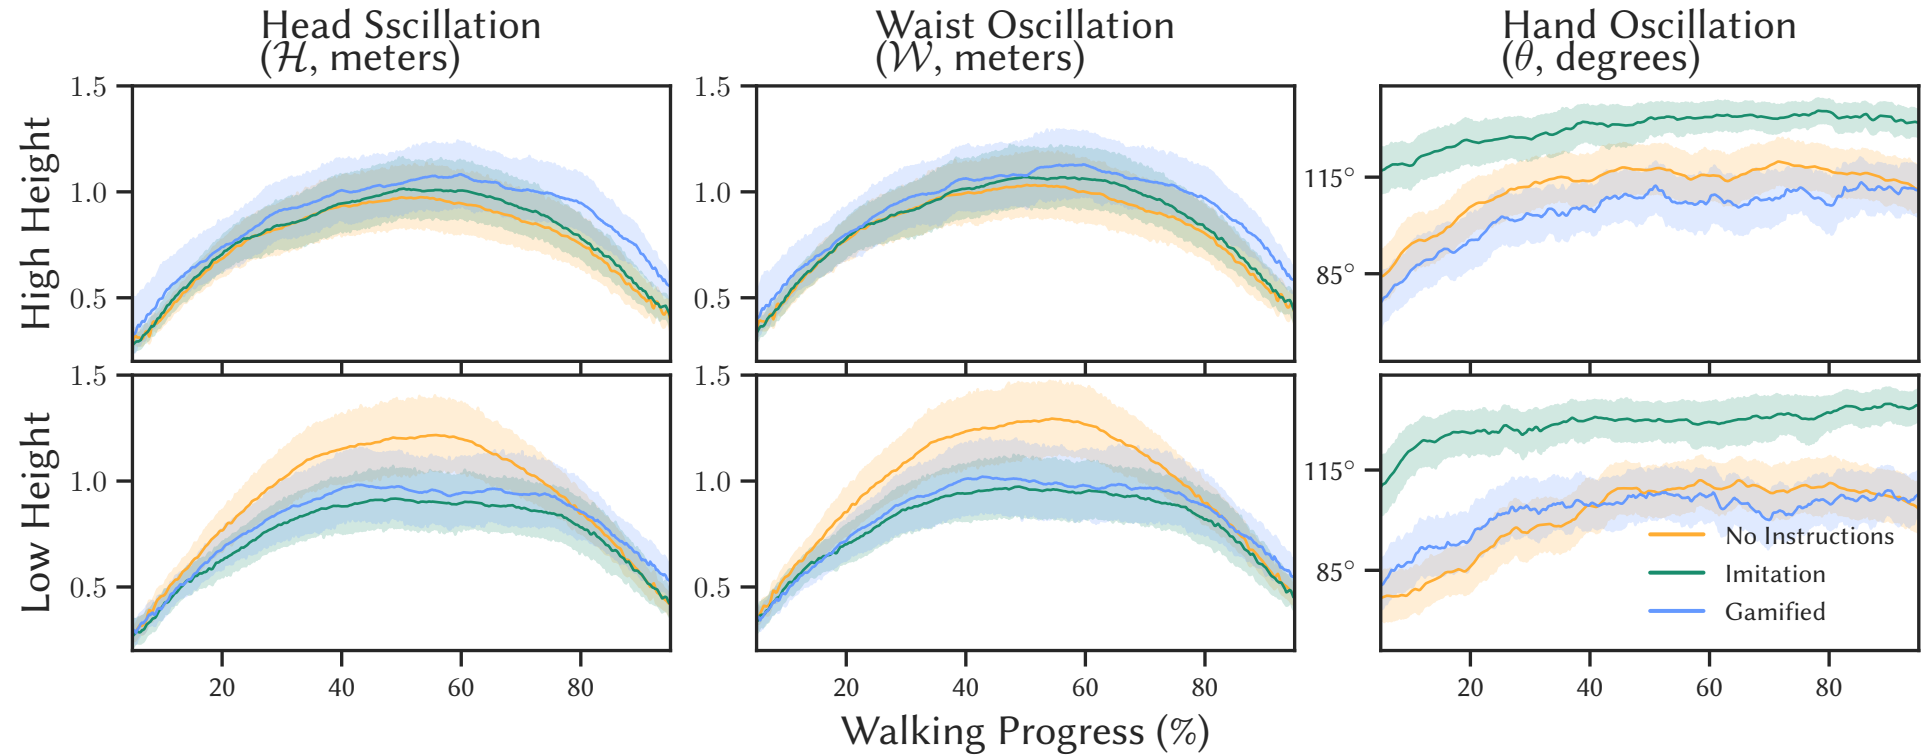 Head Sscillation
(ℋ, meters)
Waist Oscillation
(𝒲, meters)
Hand Oscillation
(θ, degrees)
High Height
1.5
1.0
0.5
1.5
1.0
0.5
115°
85°
Low Height
1.5
1.0
0.5
20
40
60
80
1.5
1.0
0.5
20
40
60
80
115°
85°
No Instructions
Imitation
Gamified
20
40
60
80
Walking Progress (%)